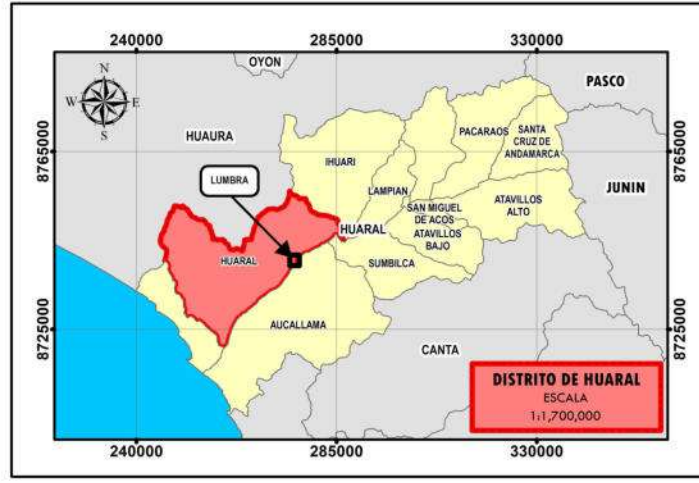 240000
285000
330000
OYON
PASCO
N
W
E
S
HUAURA
PACARAOS
SANTA
CRUZ DE
ANDAMARCA
8765000
8765000
IHUARI
LUMBRA
LAMPIAN
JUNIN
SAN MIGUEL
DE ACOS
ATAVILLOS
ALTO
HUARAL
ATAVILLOS
BAJO
HUARAL
SUMBILCA
8725000
8725000
AUCALLAMA
CANTA
DISTRITO DE HUARAL
ESCALA
1:1,700,000
240000
285000
330000